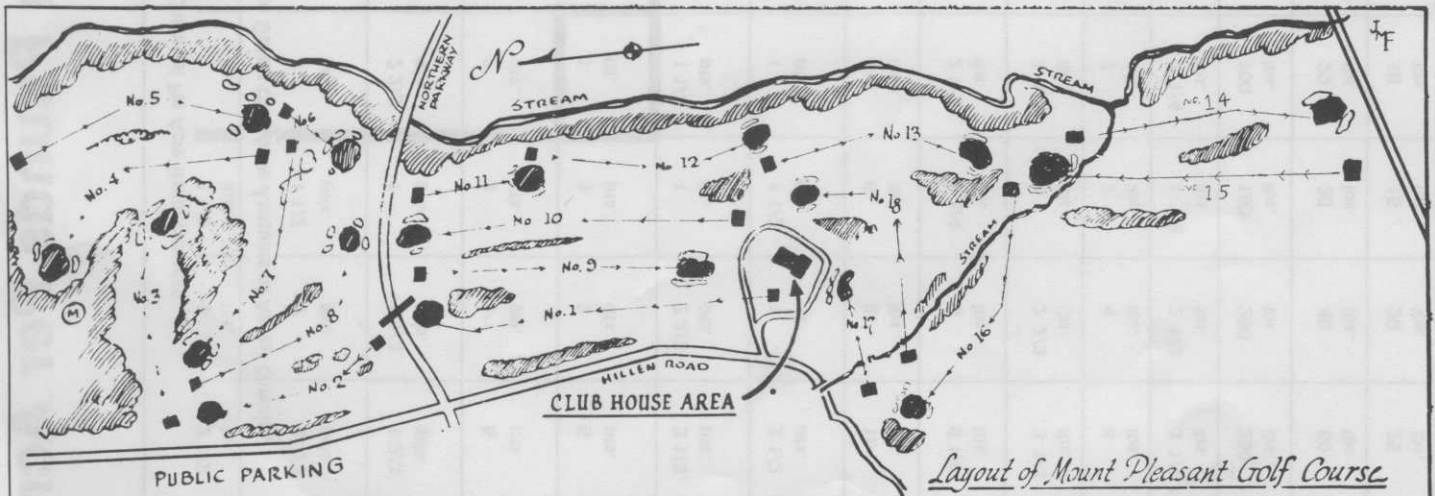 JMF
N
NORTHERN
PARKWAY
STREAM
STREAM
No. 5
No6
No. 4
No. 3
No. 7
No. 8
No. 2
M
No 12
No. 13
No. 14
No. 15
No 11
No. 10
No. 9
No. 1
No. 18
No 17
No 16
STREAM
HILLEN ROAD
CLUB HOUSE AREA
PUBLIC PARKING
Layout of Mount Pleasant Golf Course